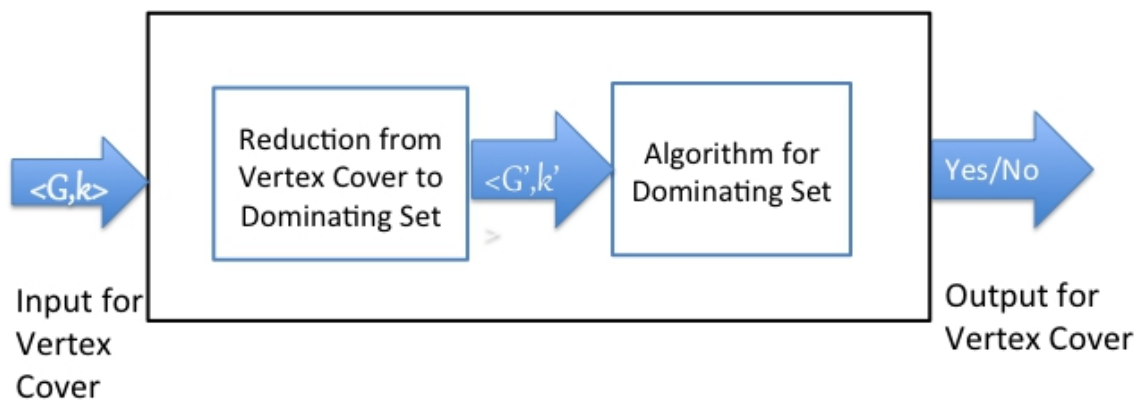 <G,k>
Input for
Vertex
Cover
Reduction from
Vertex Cover to
Dominating Set
<G’,k’
>
Algorithm for
Dominating Set
Yes/No
Output for
Vertex Cover